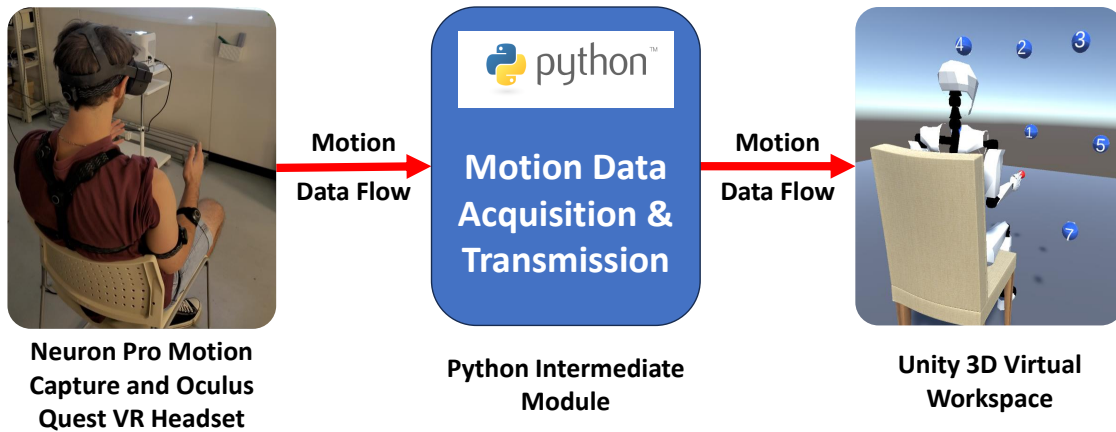 python™
Motion
Data Flow
Motion Data
Acquisition &
Transmission
Motion
Data Flow
4
2
3
1
5
7
Neuron Pro Motion
Capture and Oculus
Quest VR Headset
Python Intermediate
Module
Unity 3D Virtual
Workspace